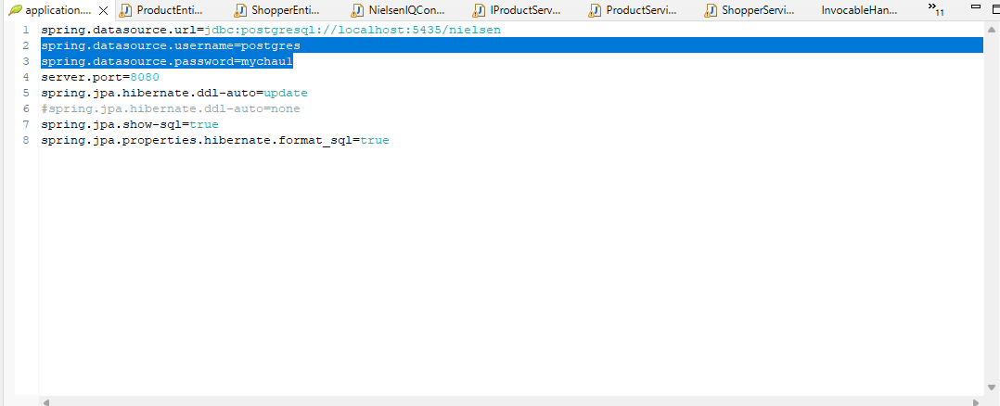 application.... ProductEnti... ShopperEnti... NielsenIQCon... IProductServ... ProductServi... ShopperServi... InvocableHan... »11
1 spring.datasource.url=jdbc:postgresql://localhost:5435/nielsen
2 spring.datasource.username=postgres
3 spring.datasource.password=mychaul
4 server.port=8080
5 spring.jpa.hibernate.ddl-auto=update
6 #spring.jpa.hibernate.ddl-auto=none
7 spring.jpa.show-sql=true
8 spring.jpa.properties.hibernate.format_sql=true